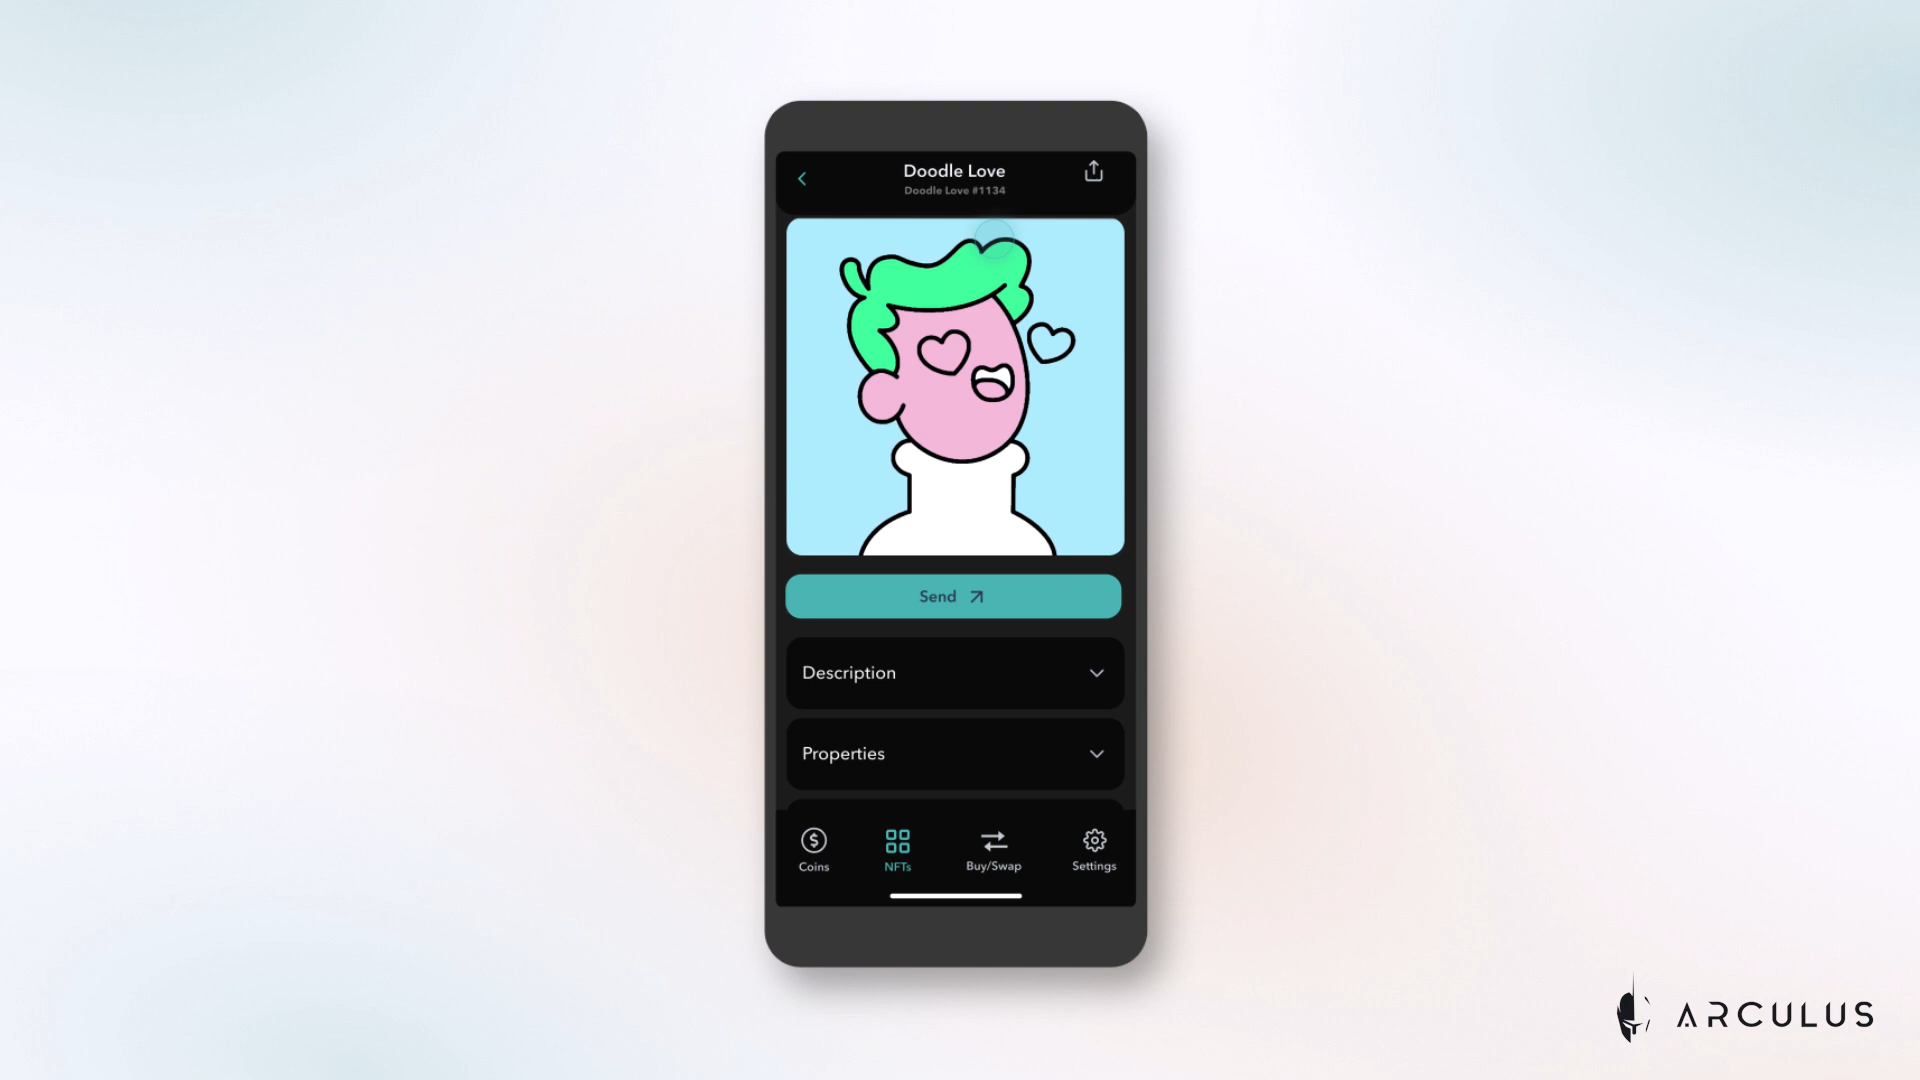 Doodle Love
Doodle Love #1134
Send
Description
Properties
Coins
NFTs
Buy/Swap
Settings
ARCULUS